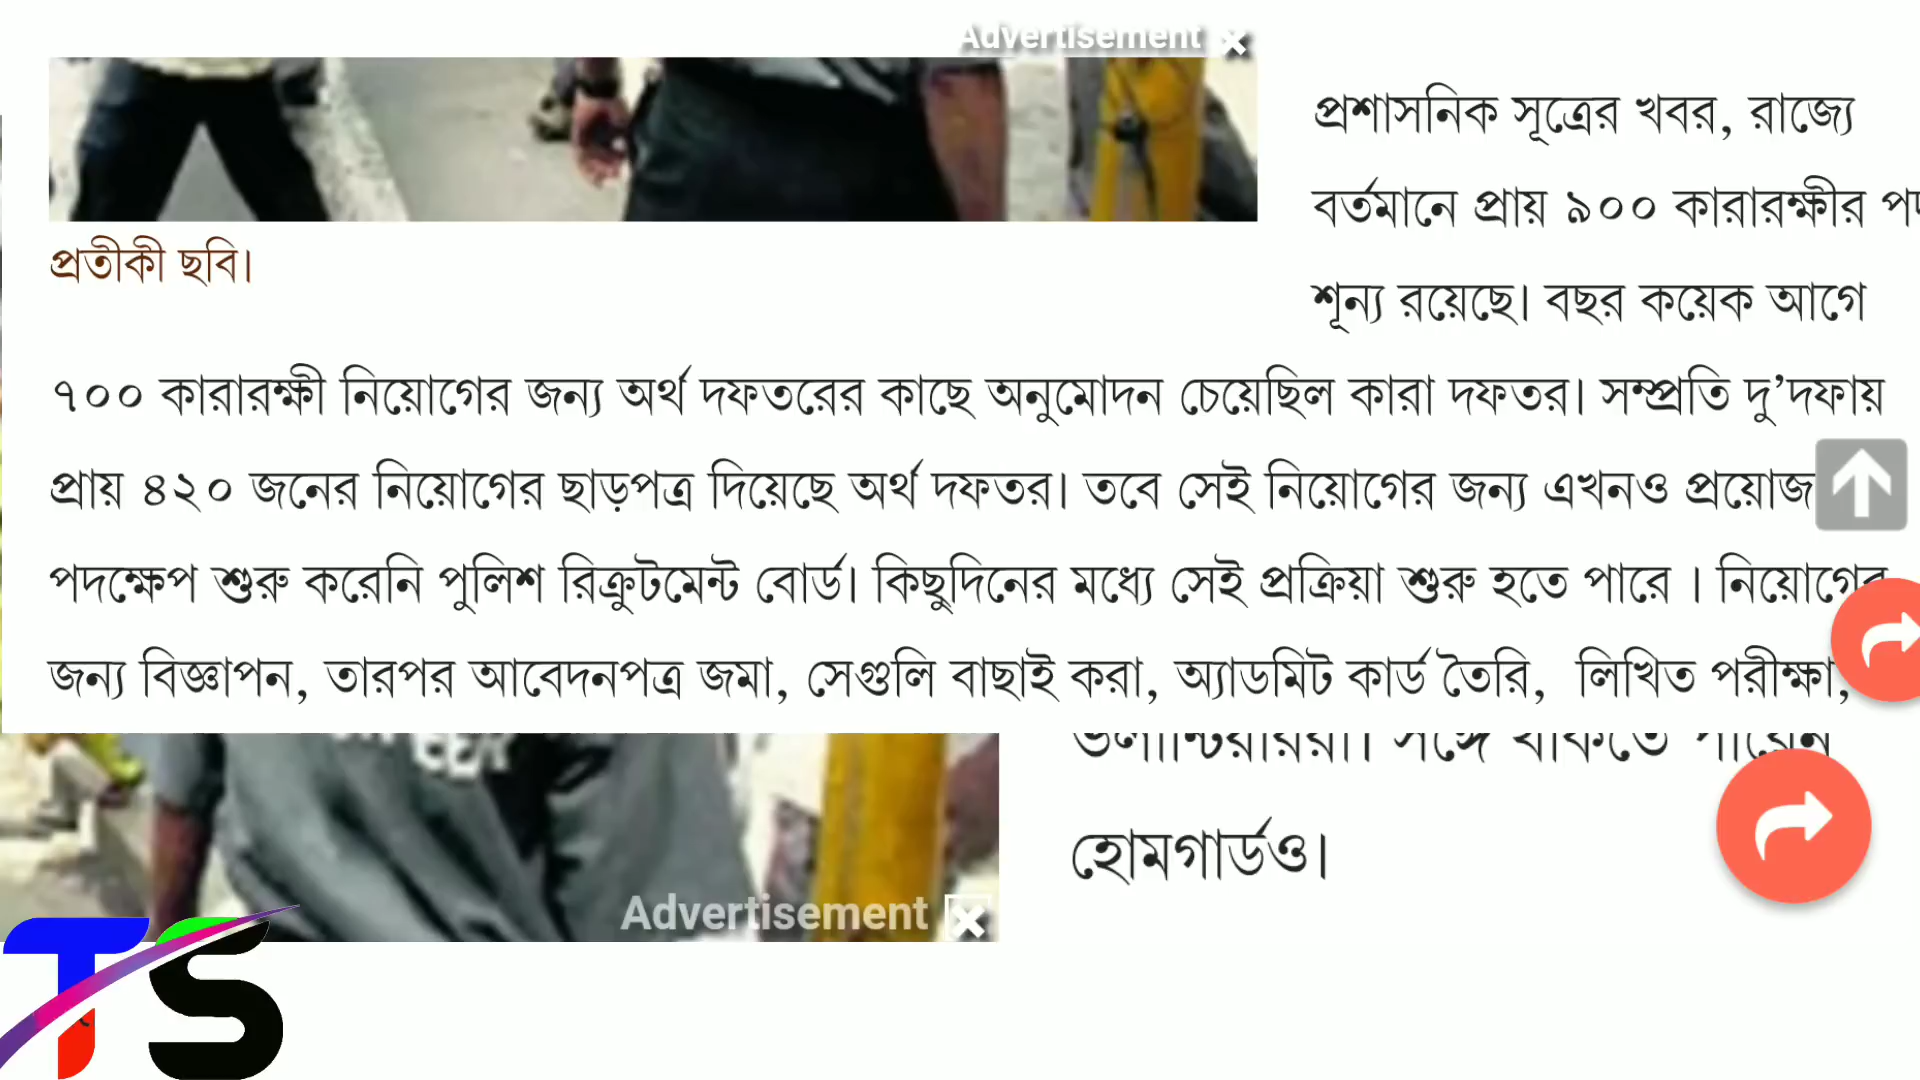 Advertisement
প্রশাসনিক সূত্রের খবর, রাজ্যে
বর্তমানে প্রায় ৯০০ কারারক্ষীর
শূন্য রয়েছে। বছর কয়েক আগে
প্রতীকী ছবি।
৭০০ কারারক্ষী নিয়োগের জন্য অর্থ দফতরের কাছে অনুমোদন চেয়েছিল কারা দফতর। সম্প্রতি দু’দফায়
প্রায় ৪২০ জনের নিয়োগের ছাড়পত্র দিয়েছে অর্থ দফতর। তবে সেই নিয়োগের জন্য এখনও
পদক্ষেপ শুরু করেনি পুলিশ রিক্রুটমেন্ট বোর্ড। কিছুদিনের মধ্যে সেই প্রক্রিয়া শুরু হতে পারে । নিয়োগের
জন্য বিজ্ঞাপন, তারপর আবেদনপত্র জমা, সেগুলি বাছাই করা, অ্যাডমিট কার্ড তৈরি, লিখিত পরীক্ষা,
হোমগার্ডও।
Advertisement
TS